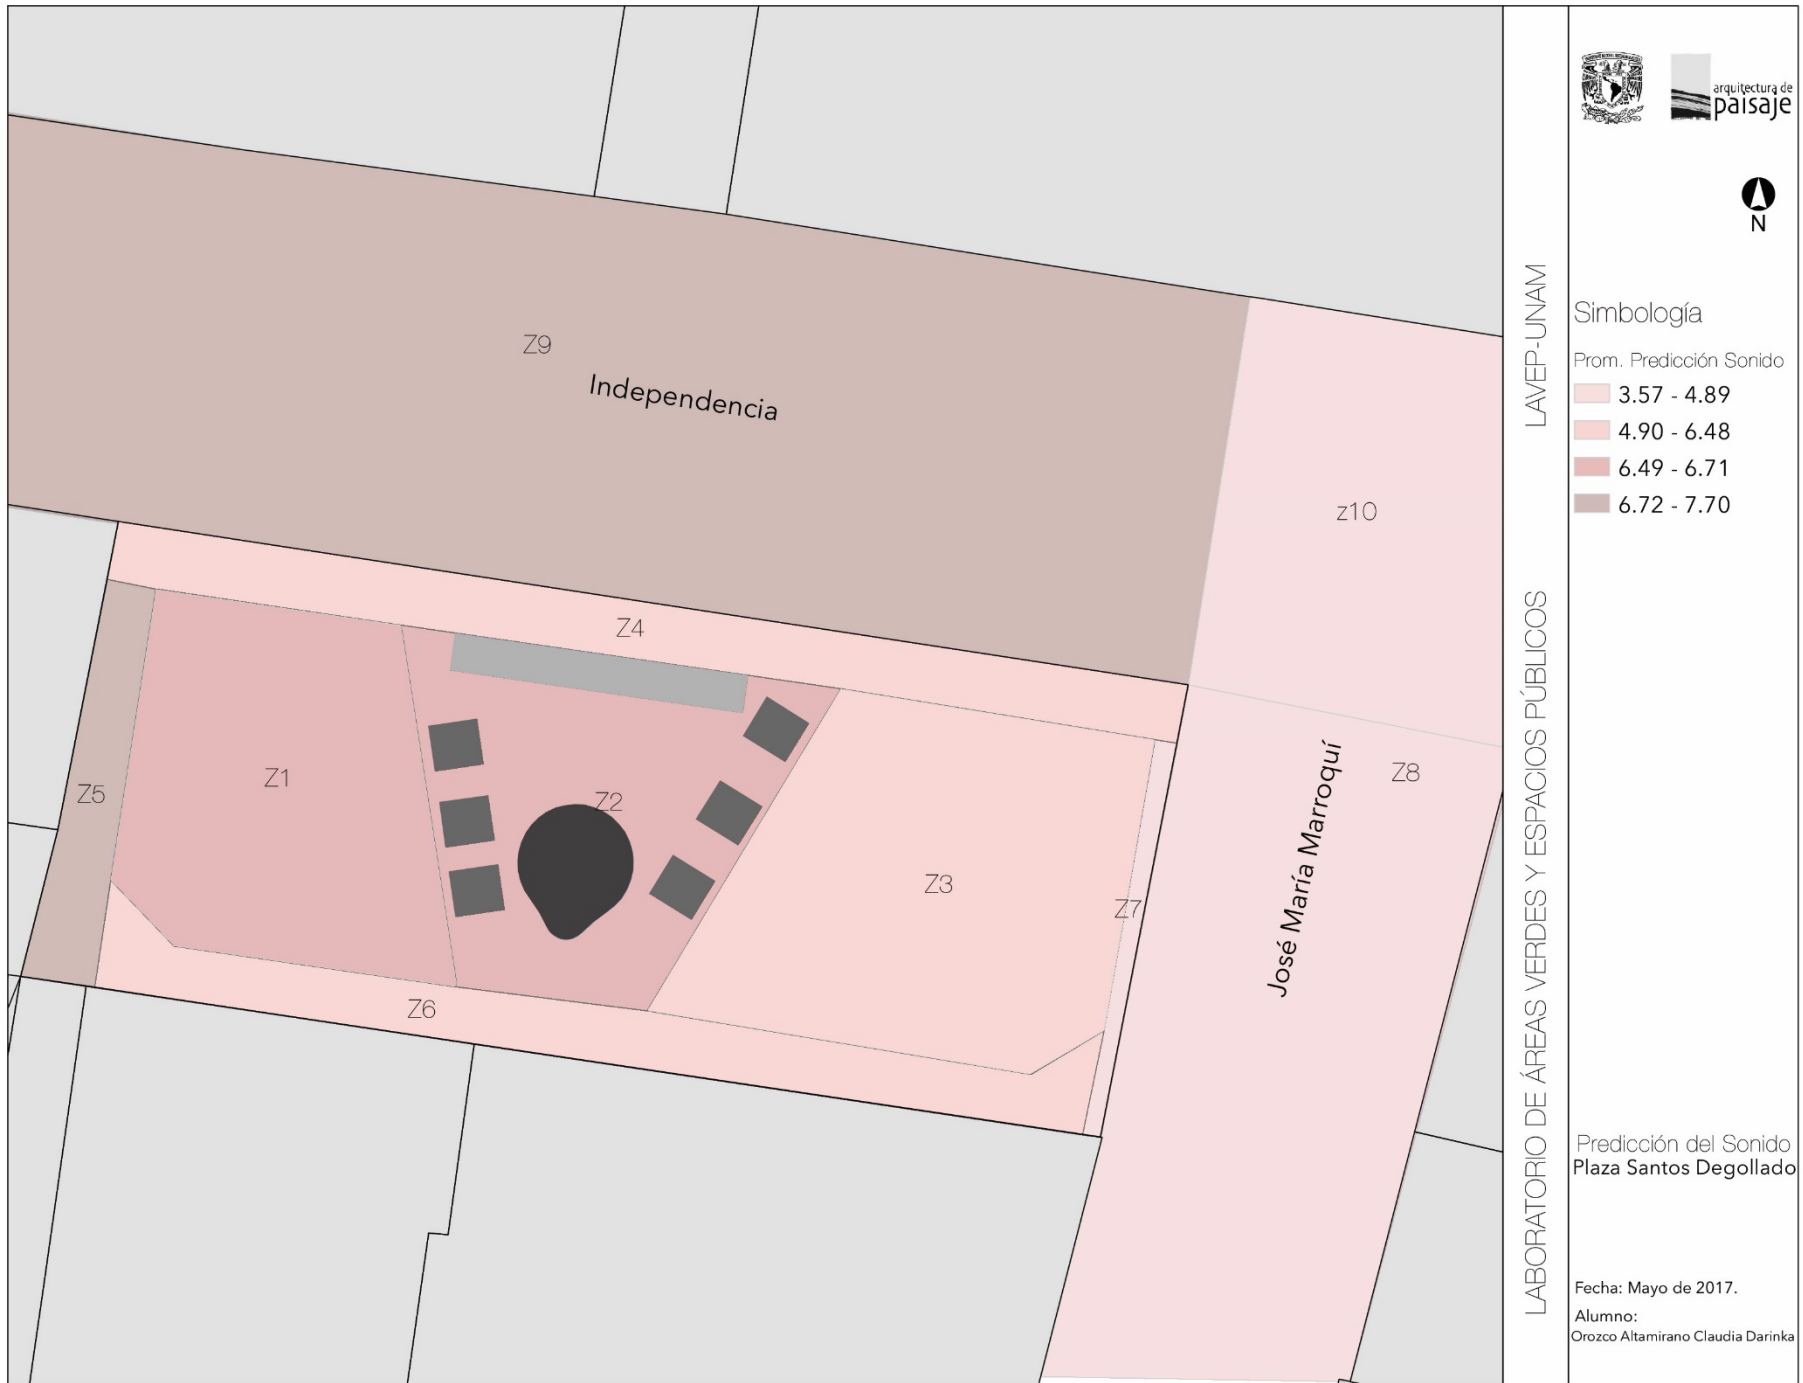 Z9
Independencia
z10
Z4
Z5
Z1
Z2
Z3
Z7
Z6
Z8
José María Marroquí
LAVEP-UNAM
LABORATORIO DE ÁREAS VERDES Y ESPACIOS PÚBLICOS
arquitectura de
paisaje
N
Simbología
Prom. Predicción Sonido
3.57 - 4.89
4.90 - 6.48
6.49 - 6.71
6.72 - 7.70
Predicción del Sonido
Plaza Santos Degollado
Fecha: Mayo de 2017.
Alumno:
Orozco Altamirano Claudia Darinka